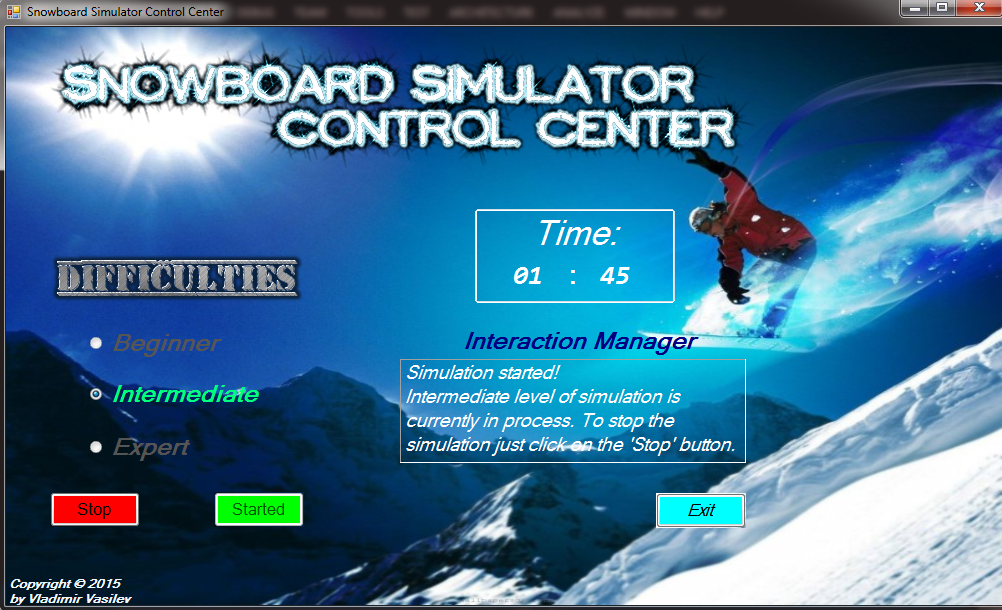 Snowboard Simulator Control Center
SNOWBOARD SIMULATOR
CONTROL CENTER
Time:
01 : 45
DIFFICULTIES
Beginner
Intermediate
Expert
Interaction Manager
Simulation started!
Intermediate level of simulation is
currently in process. To stop the
simulation just click on the 'Stop' button.
Stop
Started
Exit
Copyright © 2015
by Vladimir Vasilev